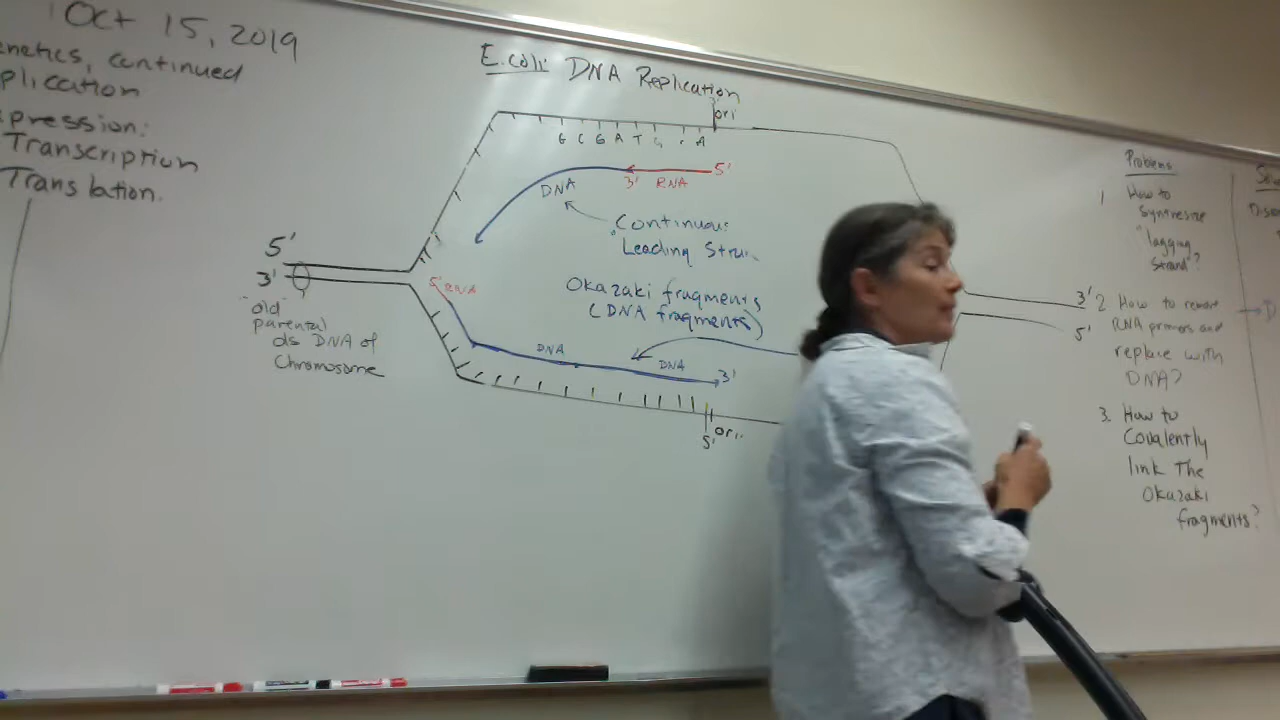 Oct 15, 2019
enetics, continued
plication
pression:
Transcription
Translation.
E.coli: DNA Replication
ori
G C G A T A
5'
3' RNA
DNA
Continuous
Leading
5'
3'
5' RNA
Okazaki fragments
(DNA fragments)
"old"
parental
ds DNA of
Chromosome
DNA
DNA
3'
5'
ori
3'
5'
Problems
1 How to
Synthesize
"lagging
Strand"?
2 How to remove
RNA primers and
replace with
DNA?
3. How to
Covalently
link The
Okazaki
fragments?